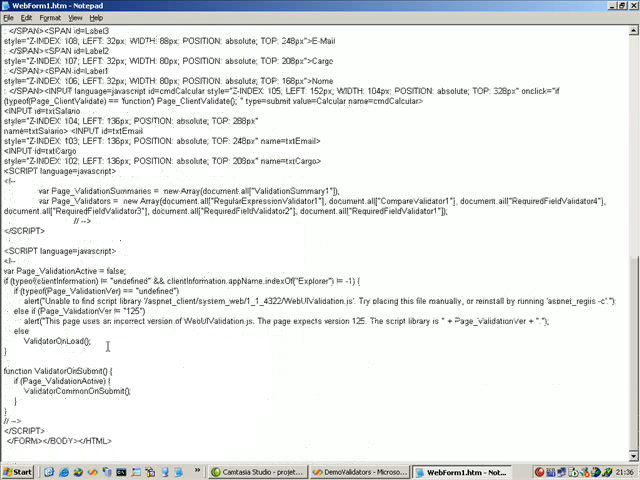 WebForm1.htm - Notepad
File Edit Format View Help
: </SPAN><SPAN id=Label3
style="Z-INDEX: 108; LEFT: 32px; WIDTH: 88px; POSITION: absolute; TOP: 248px">E-Mail
: </SPAN><SPAN id=Label2
style="Z-INDEX: 107; LEFT: 32px; WIDTH: 80px; POSITION: absolute; TOP: 208px">Cargo
: </SPAN><SPAN id=Label1
style="Z-INDEX: 106; LEFT: 32px; WIDTH: 80px; POSITION: absolute; TOP: 168px">Nome
: </SPAN><INPUT language=javascript id=cmdCalcular style="Z-INDEX: 105; LEFT: 152px; WIDTH: 104px; POSITION: absolute; TOP: 328px" onclick="if
(typeof(Page_ClientValidate) == 'function') Page_ClientValidate(); " type=submit value=Calcular name=cmdCalcular>
<INPUT id=txtSalario
style="Z-INDEX: 104; LEFT: 136px; POSITION: absolute; TOP: 288px"
name=txtSalario> <INPUT id=txtEmail
style="Z-INDEX: 103; LEFT: 136px; POSITION: absolute; TOP: 248px" name=txtEmail>
<INPUT id=txtCargo
style="Z-INDEX: 102; LEFT: 136px; POSITION: absolute; TOP: 208px" name=txtCargo>
<SCRIPT language=javascript>
<!--
var Page_ValidationSummaries = new Array(document.all["ValidationSummary1"]);
var Page_Validators = new Array(document.all["RegularExpressionValidator1"], document.all["CompareValidator1"], document.all["RequiredFieldValidator4"],
document.all["RequiredFieldValidator3"], document.all["RequiredFieldValidator2"], document.all["RequiredFieldValidator1"]);
// -->
</SCRIPT>
<SCRIPT language=javascript>
<!--
var Page_ValidationActive = false;
if (typeof(clientInformation) != "undefined" && clientInformation.appName.indexOf("Explorer") != -1) {
if (typeof(Page_ValidationVer) == "undefined")
alert("Unable to find script library '/aspnet_client/system_web/1_1_4322/WebUIValidation.js'. Try placing this file manually, or reinstall by running 'aspnet_regiis -c'.");
else if (Page_ValidationVer != "125")
alert("This page uses an incorrect version of WebUIValidation.js. The page expects version 125. The script library is " + Page_ValidationVer + ".");
else
ValidatorOnLoad();
}
function ValidatorOnSubmit() {
if (Page_ValidationActive) {
ValidatorCommonOnSubmit();
}
}
// -->
</SCRIPT>
</FORM></BODY></HTML>
Start
Camtasia Studio - projet...
DemoValidators - Microso...
WebForm1.htm - Not...
21:36